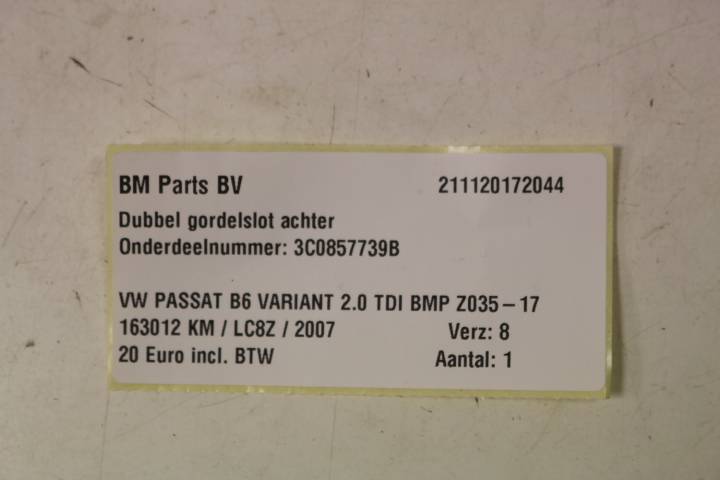 BM Parts BV 211120172044
Dubbel gordelslot achter
Onderdeelnummer: 3C0857739B
VW PASSAT B6 VARIANT 2.0 TDI BMP Z035-17
163012 KM / LC8Z / 2007 Verz: 8
20 Euro incl. BTW Aantal: 1